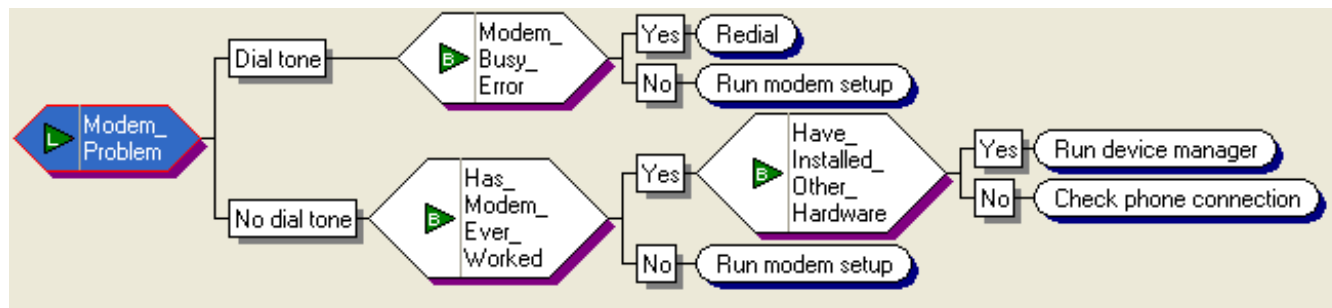 L
Modem_
Problem
Dial tone
B
Modem_
Busy_
Error
Yes
Redial
No
Run modem setup
No dial tone
B
Has_
Modem_
Ever_
Worked
Yes
B
Have_
Installed_
Other_
Hardware
Yes
Run device manager
No
Check phone connection
No
Run modem setup